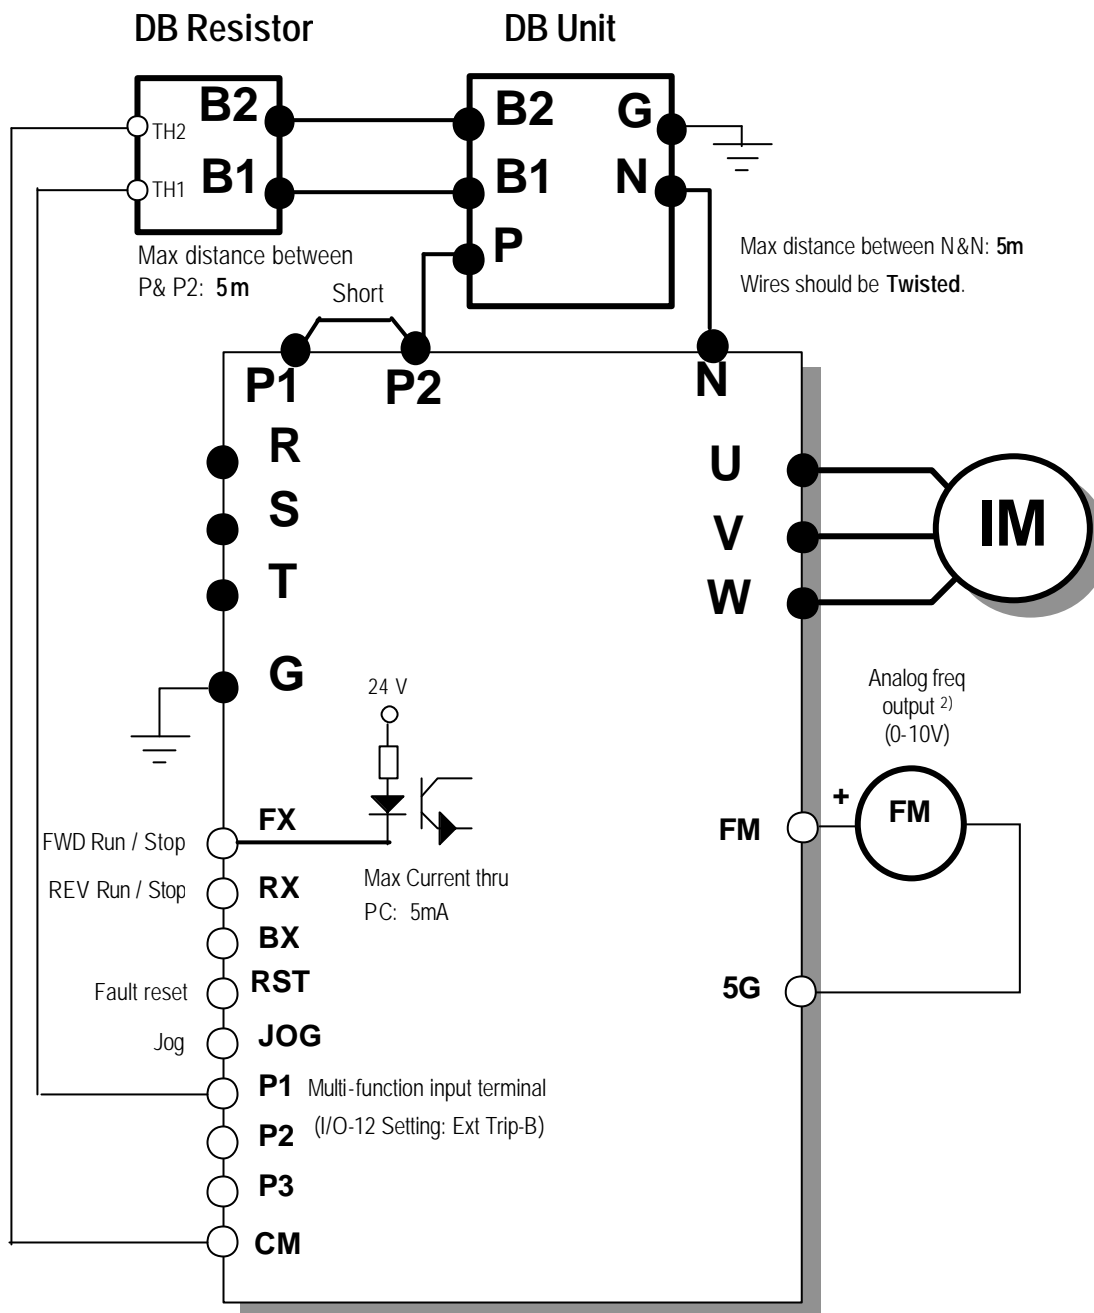 DB Resistor
DB Unit
B2
TH2
B1
TH1
B2
G
B1
N
P
Max distance between
P& P2: 5m
Short
Max distance between N&N: 5m
Wires should be Twisted.
P1
P2
N
R
S
T
G
U
V
W
IM
24 V
Analog freq
output 2)
(0-10V)
FX
FWD Run / Stop
REV Run / Stop
RX
Max Current thru
PC: 5mA
BX
Fault reset
RST
Jog
JOG
P1 Multi-function input terminal
(I/O-12 Setting: Ext Trip-B)
P2
P3
CM
FM
+
FM
5G